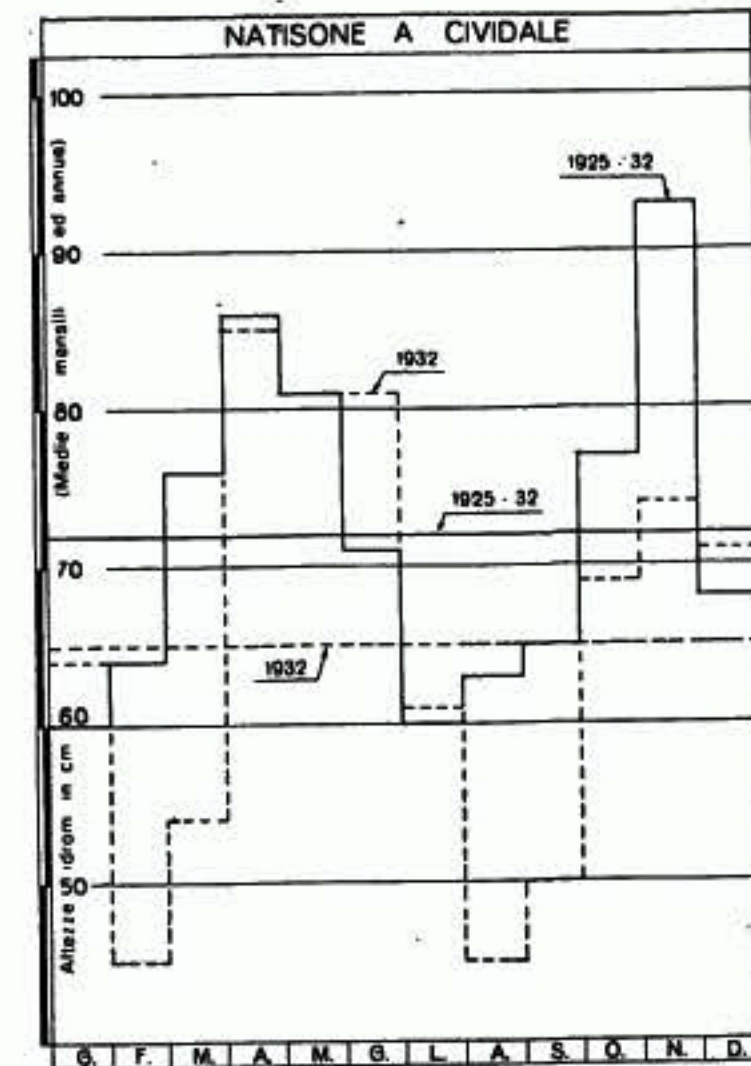 NATISONE A CIVIDALE
100
90
80
70
60
50
Altezze idrom. in cm (Medie mensili ed annue)
1925 - 32
1932
1925 - 32
1932
G. F. M. A. M. G. L. A. S. O. N. D.